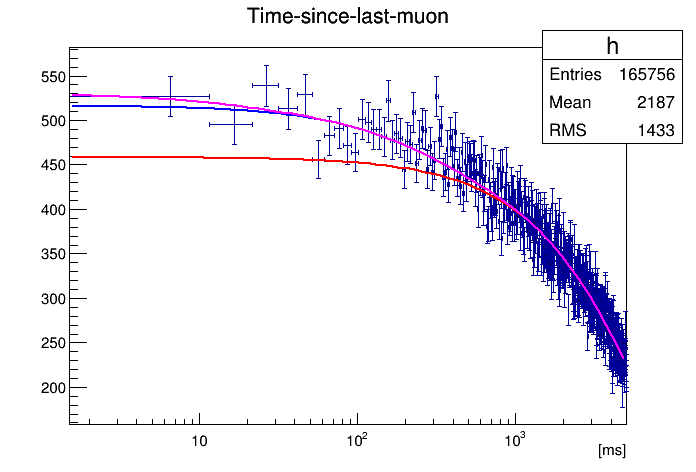 Time-since-last-muon
h
Entries 165756
Mean 2187
RMS 1433
550
500
450
400
350
300
250
200
10
10²
10³
[ms]